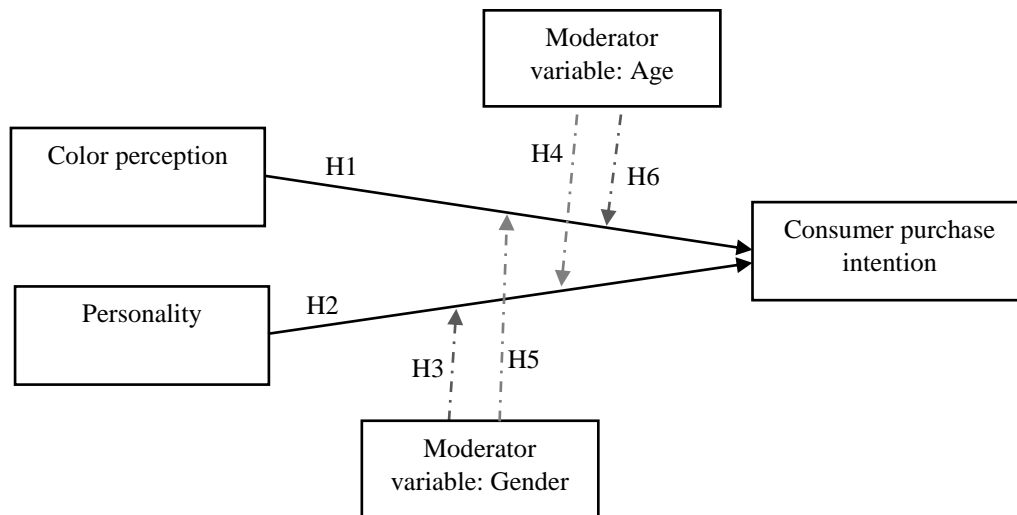 Moderator
variable: Age
Color perception
H1
H4
H6
Consumer purchase
intention
Personality
H2
H3
H5
Moderator
variable: Gender